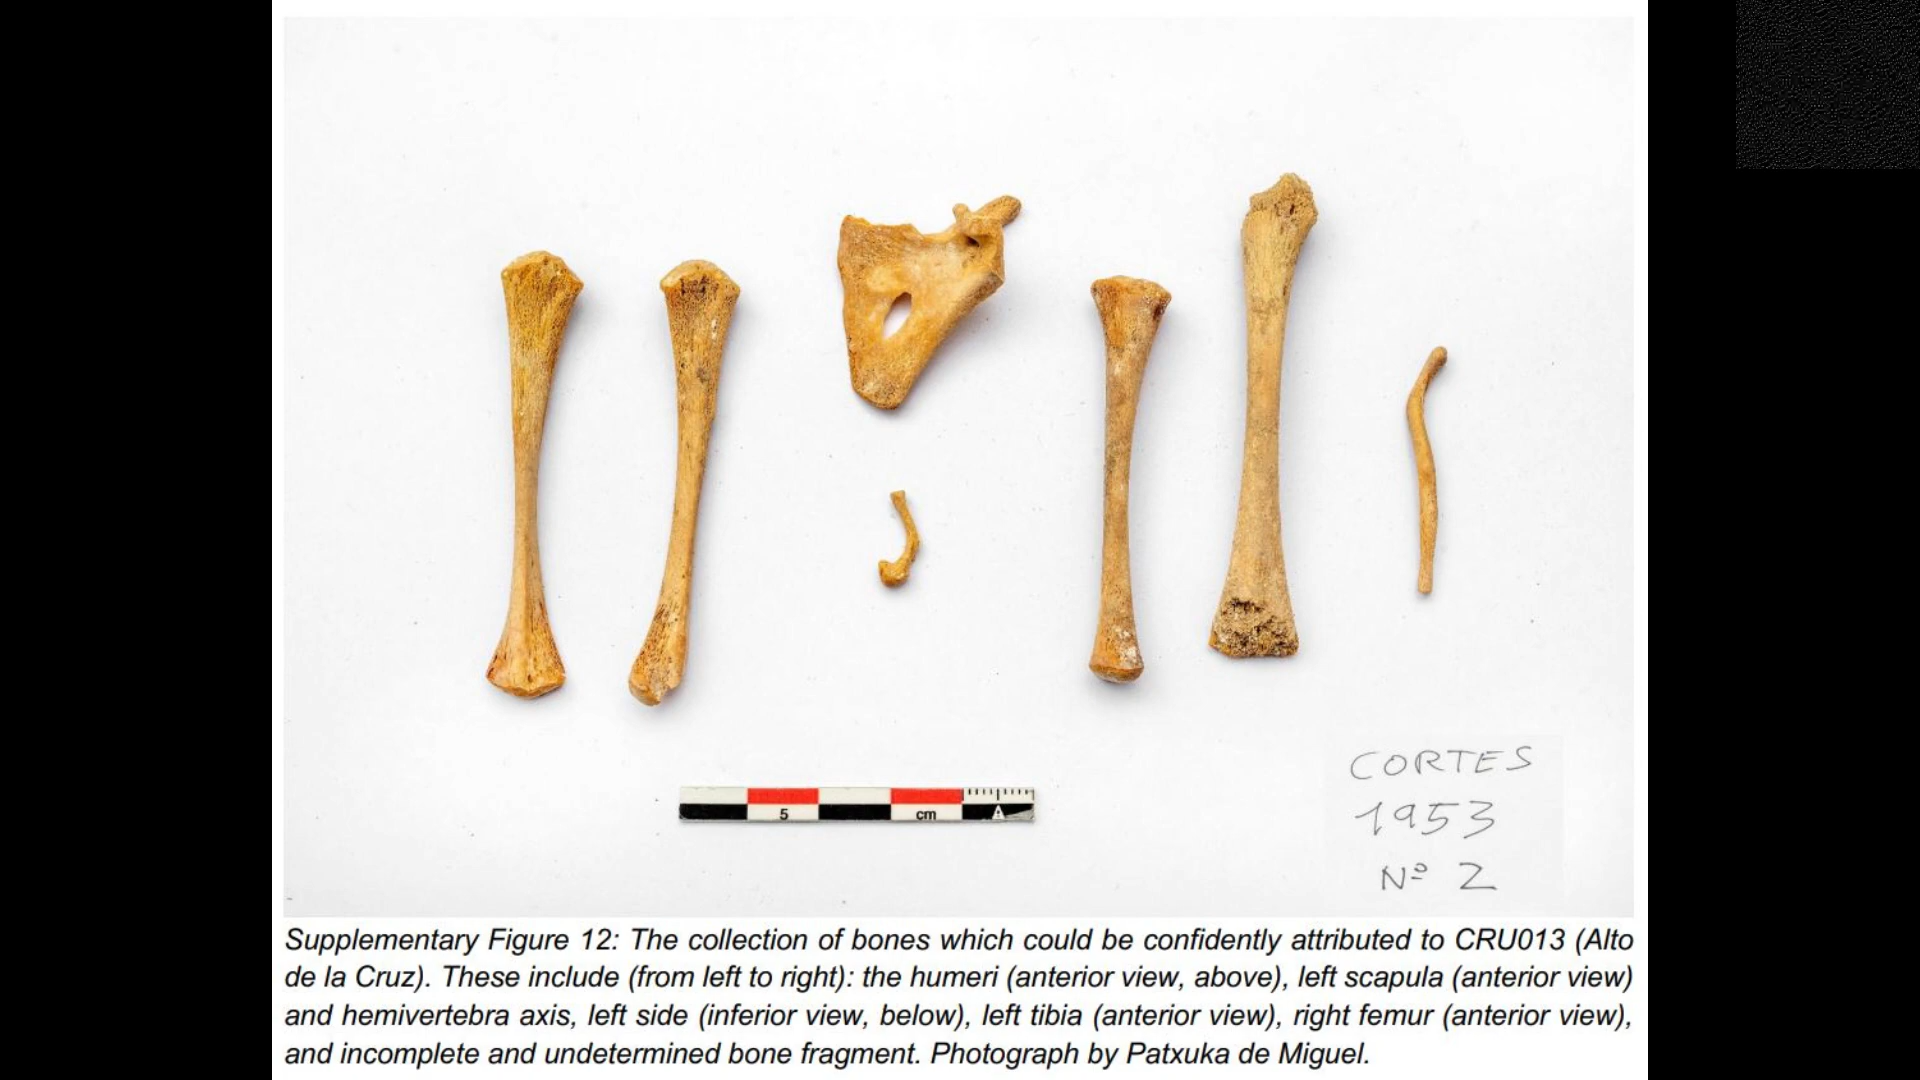 5 cm
CORTES
1953
Nº 2
Supplementary Figure 12: The collection of bones which could be confidently attributed to CRU013 (Alto
de la Cruz). These include (from left to right): the humeri (anterior view, above), left scapula (anterior view)
and hemivertebra axis, left side (inferior view, below), left tibia (anterior view), right femur (anterior view),
and incomplete and undetermined bone fragment. Photograph by Patxuka de Miguel.